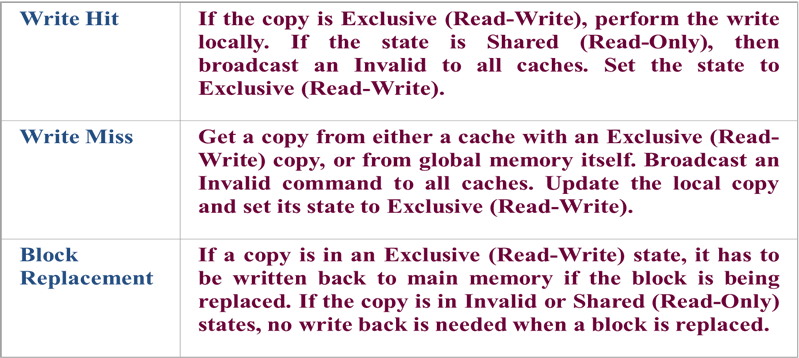 Write Hit
If the copy is Exclusive (Read-Write), perform the write
locally. If the state is Shared (Read-Only), then
broadcast an Invalid to all caches. Set the state to
Exclusive (Read-Write).
Write Miss
Get a copy from either a cache with an Exclusive (Read-
Write) copy, or from global memory itself. Broadcast an
Invalid command to all caches. Update the local copy
and set its state to Exclusive (Read-Write).
Block
Replacement
If a copy is in an Exclusive (Read-Write) state, it has to
be written back to main memory if the block is being
replaced. If the copy is in Invalid or Shared (Read-Only)
states, no write back is needed when a block is replaced.